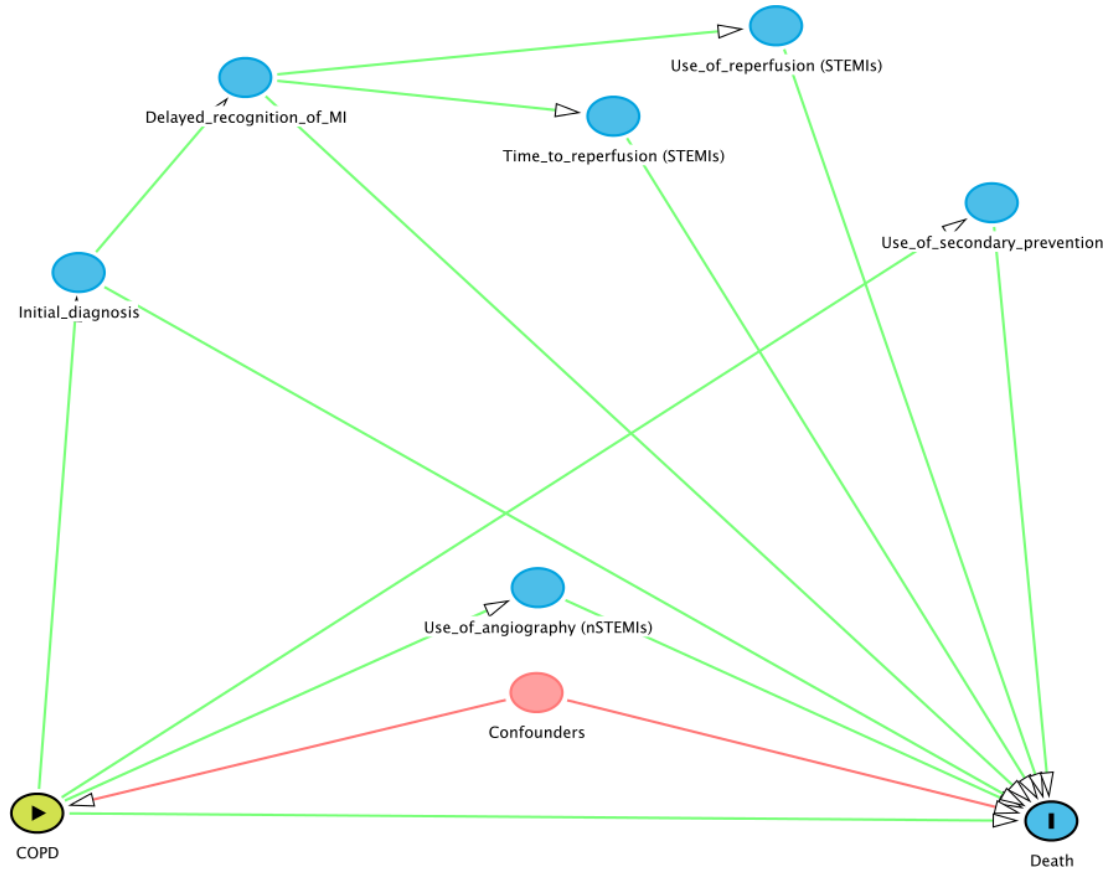 Use_of_reperfusion (STEMIs)
Delayed_recognition_of_MI
Time_to_reperfusion (STEMIs)
Use_of_secondary_prevention
Initial_diagnosis
Use_of_angiography (nSTEMIs)
Confounders
COPD
Death